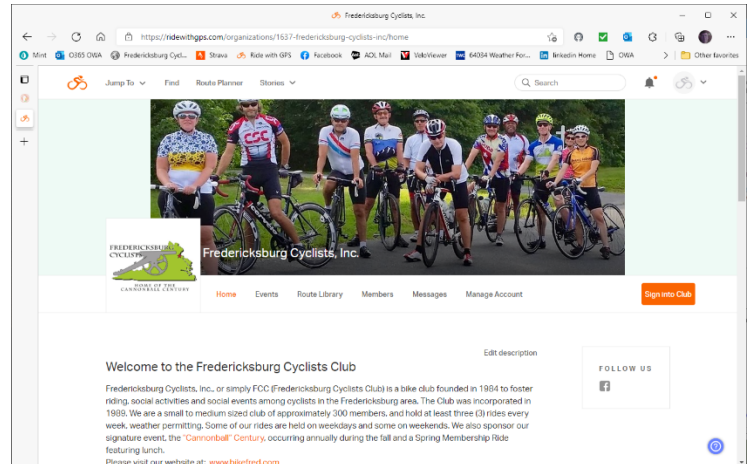 Fredericksburg Cyclists, Inc.
https://ridewithgps.com/organizations/1637-fredericksburg-cyclists-inc/home
Mint O365 OWA Fredericksburg Cycl... Strava Ride with GPS Facebook AOL Mail VeloViewer 64034 Weather For... linkedin Home OWA Other favorites
Jump To Find Route Planner Stories Search
CSC
FREDERICKSBURG
CYCLISTS
HOME OF THE
CANNONBALL CENTURY
Fredericksburg Cyclists, Inc.
Home Events Route Library Members Messages Manage Account Sign into Club
Edit description
Welcome to the Fredericksburg Cyclists Club
FOLLOW US
Fredericksburg Cyclists, Inc., or simply FCC (Fredericksburg Cyclists Club) is a bike club founded in 1984 to foster
riding, social activities and social events among cyclists in the Fredericksburg area. The Club was incorporated in
1989. We are a small to medium sized club of approximately 300 members, and hold at least three (3) rides every
week, weather permitting. Some of our rides are held on weekdays and some on weekends. We also sponsor our
signature event, the "Cannonball" Century, occurring annually during the fall and a Spring Membership Ride
featuring lunch.
Please visit our website at: www.bikefred.com